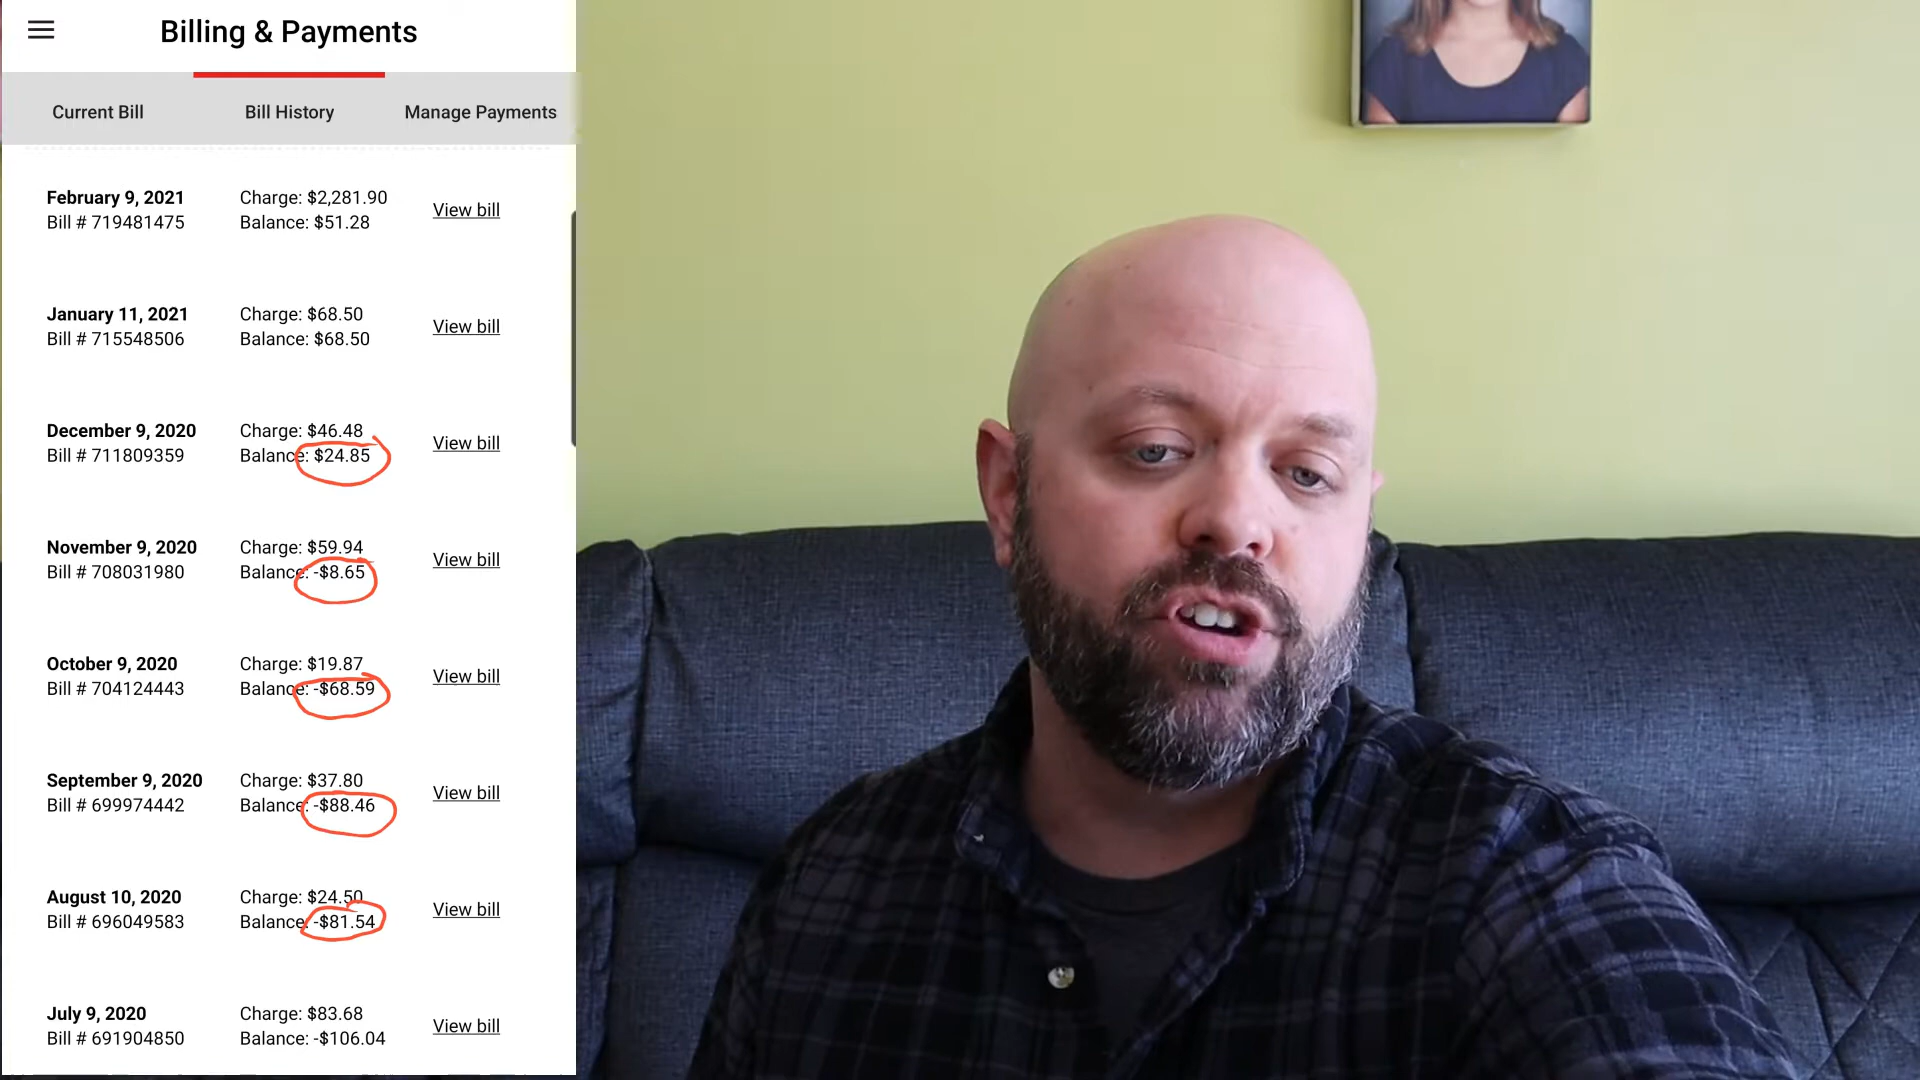 Billing & Payments
Current Bill Bill History Manage Payments
February 9, 2021 Charge: $2,281.90
Bill # 719481475 Balance: $51.28 View bill
January 11, 2021 Charge: $68.50
Bill # 715548506 Balance: $68.50 View bill
December 9, 2020 Charge: $46.48
Bill # 711809359 Balance: $24.85 View bill
November 9, 2020 Charge: $59.94
Bill # 708031980 Balance: -$8.65 View bill
October 9, 2020 Charge: $19.87
Bill # 704124443 Balance: -$68.59 View bill
September 9, 2020 Charge: $37.80
Bill # 699974442 Balance: -$88.46 View bill
August 10, 2020 Charge: $24.50
Bill # 696049583 Balance: -$81.54 View bill
July 9, 2020 Charge: $83.68
Bill # 691904850 Balance: -$106.04 View bill